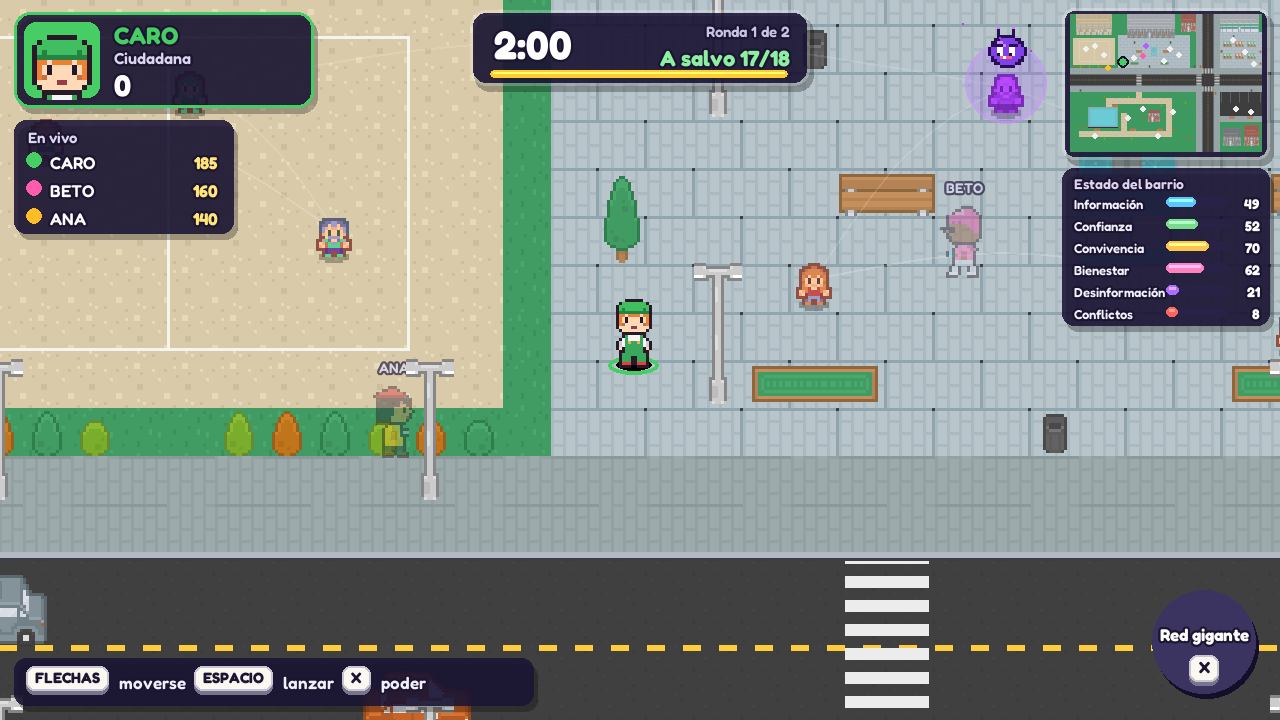 CARO
Ciudadana
0
2:00
Ronda 1 de 2
A salvo 17/18
En vivo
CARO 185
BETO 160
ANA 140
Estado del barrio
Información 49
Confianza 52
Convivencia 70
Bienestar 62
Desinformación 21
Conflictos 8
BETO
ANA
Red gigante
X
FLECHAS moverse ESPACIO lanzar X poder